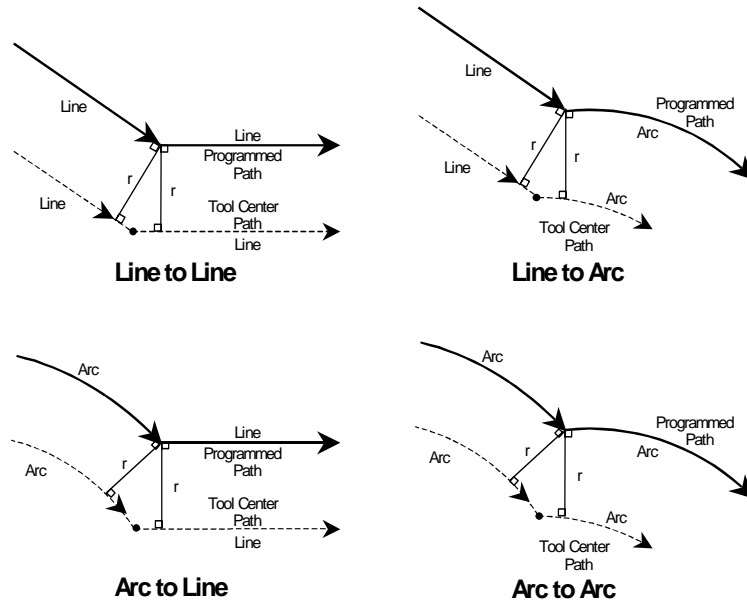 Line
Line
Programmed
Path
r
r
Line
Tool Center
Path
Line
Line to Line
Line
Programmed
Path
Arc
r
r
Line
Arc
Tool Center
Path
Line to Arc
Arc
Line
Programmed
Path
r
r
Arc
Tool Center
Path
Line
Arc to Line
Arc
Programmed
Path
Arc
r
r
Arc
Arc
Tool Center
Path
Arc to Arc